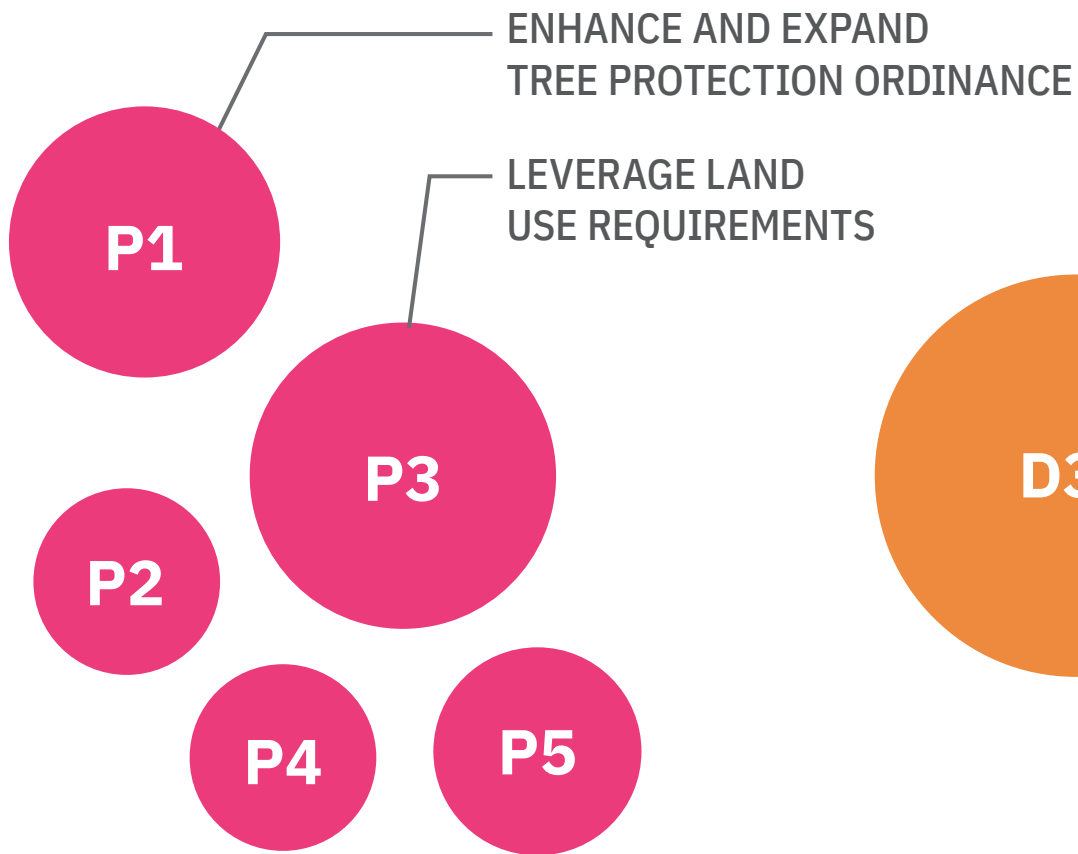 ENHANCE AND EXPAND
TREE PROTECTION ORDINANCE
LEVERAGE LAND
USE REQUIREMENTS
P1
P3
D3
P2
P4
P5